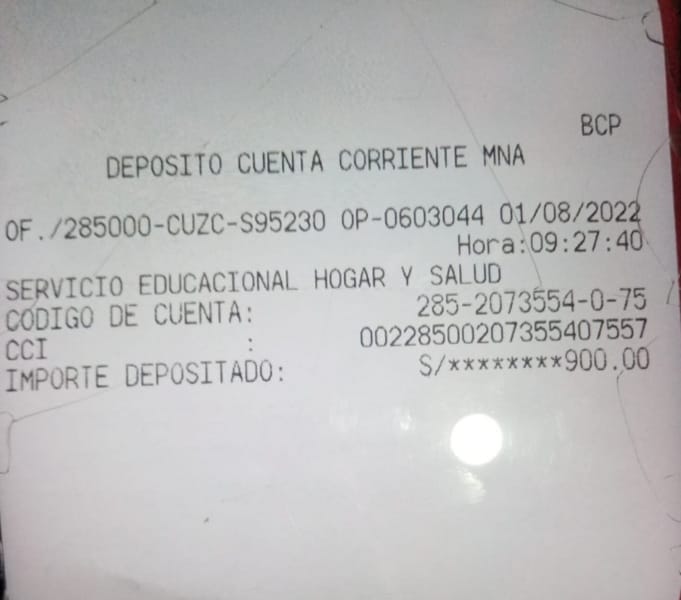 BCP
DEPOSITO CUENTA CORRIENTE MNA
OF./285000-CUZC-S95230 OP-0603044 01/08/2022
Hora:09:27:40
SERVICIO EDUCACIONAL HOGAR Y SALUD
CODIGO DE CUENTA: 285-2073554-0-75
CCI : 00228500207355407557
IMPORTE DEPOSITADO: S/********900.00